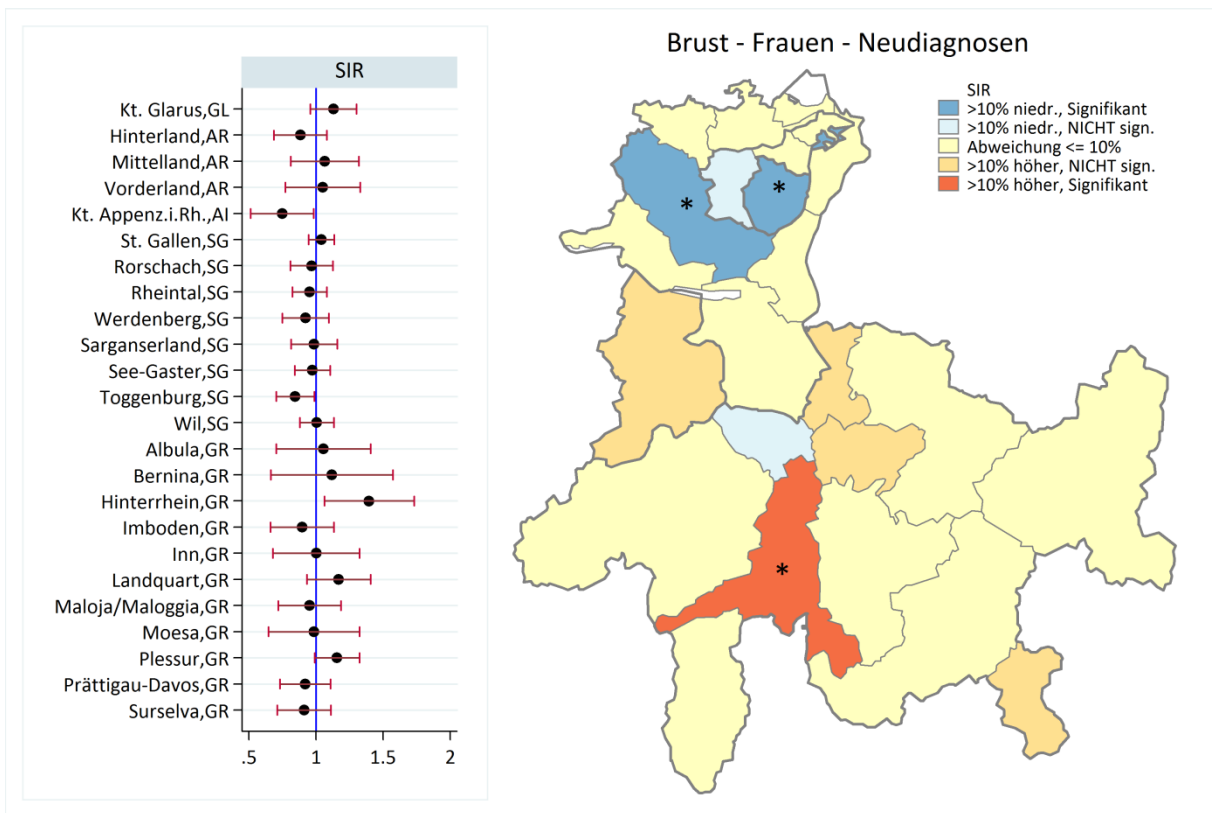 SIR
Kt. Glarus,GL
Hinterland,AR
Mittelland,AR
Vorderland,AR
Kt. Appenz.i.Rh.,AI
St. Gallen,SG
Rorschach,SG
Rheintal,SG
Werdenberg,SG
Sarganserland,SG
See-Gaster,SG
Toggenburg,SG
Wil,SG
Albula,GR
Bernina,GR
Hinterrhein,GR
Imboden,GR
Inn,GR
Landquart,GR
Maloja/Maloggia,GR
Moesa,GR
Plessur,GR
Prättigau-Davos,GR
Surselva,GR
.5 1 1.5 2
Brust - Frauen - Neudiagnosen
SIR
>10% niedr., Signifikant
>10% niedr., NICHT sign.
Abweichung <= 10%
>10% höher, NICHT sign.
>10% höher, Signifikant
*
*
*